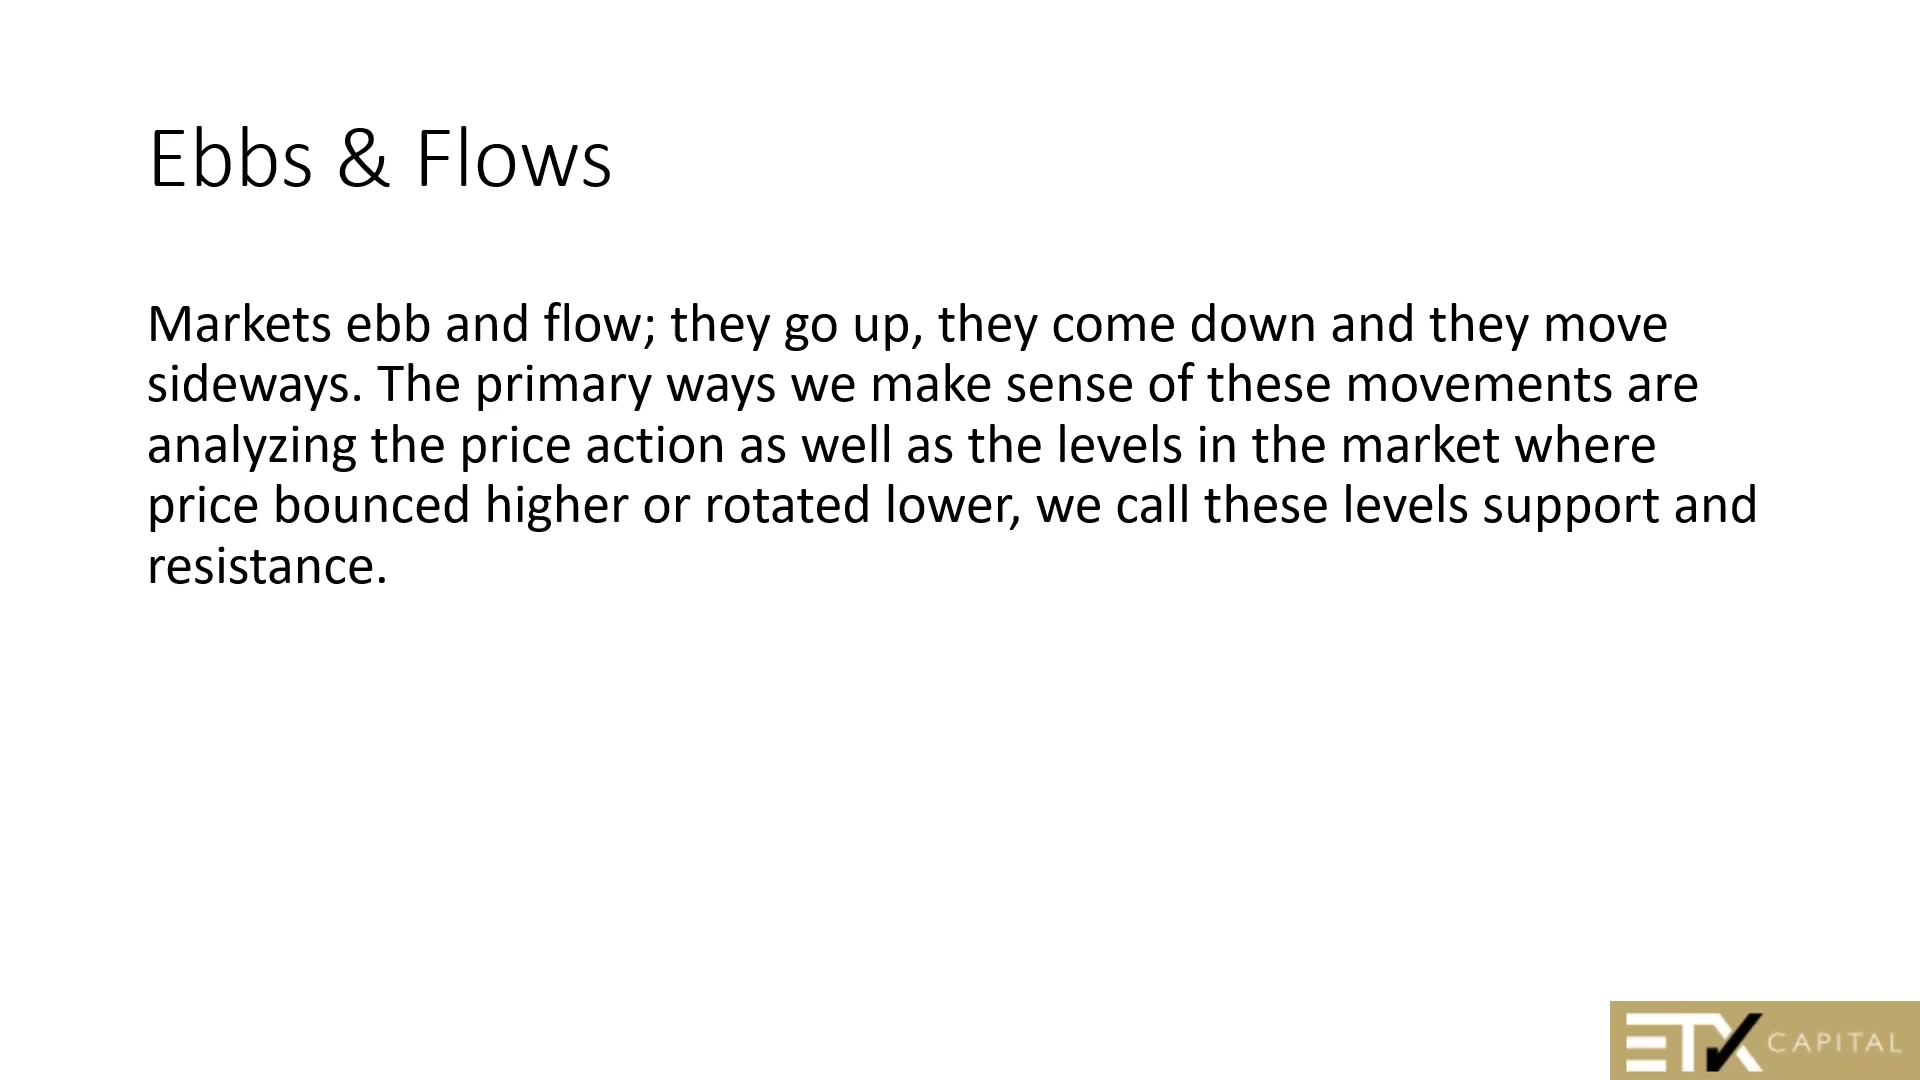 Ebbs & Flows
Markets ebb and flow; they go up, they come down and they move
sideways. The primary ways we make sense of these movements are
analyzing the price action as well as the levels in the market where
price bounced higher or rotated lower, we call these levels support and
resistance.
ETX CAPITAL